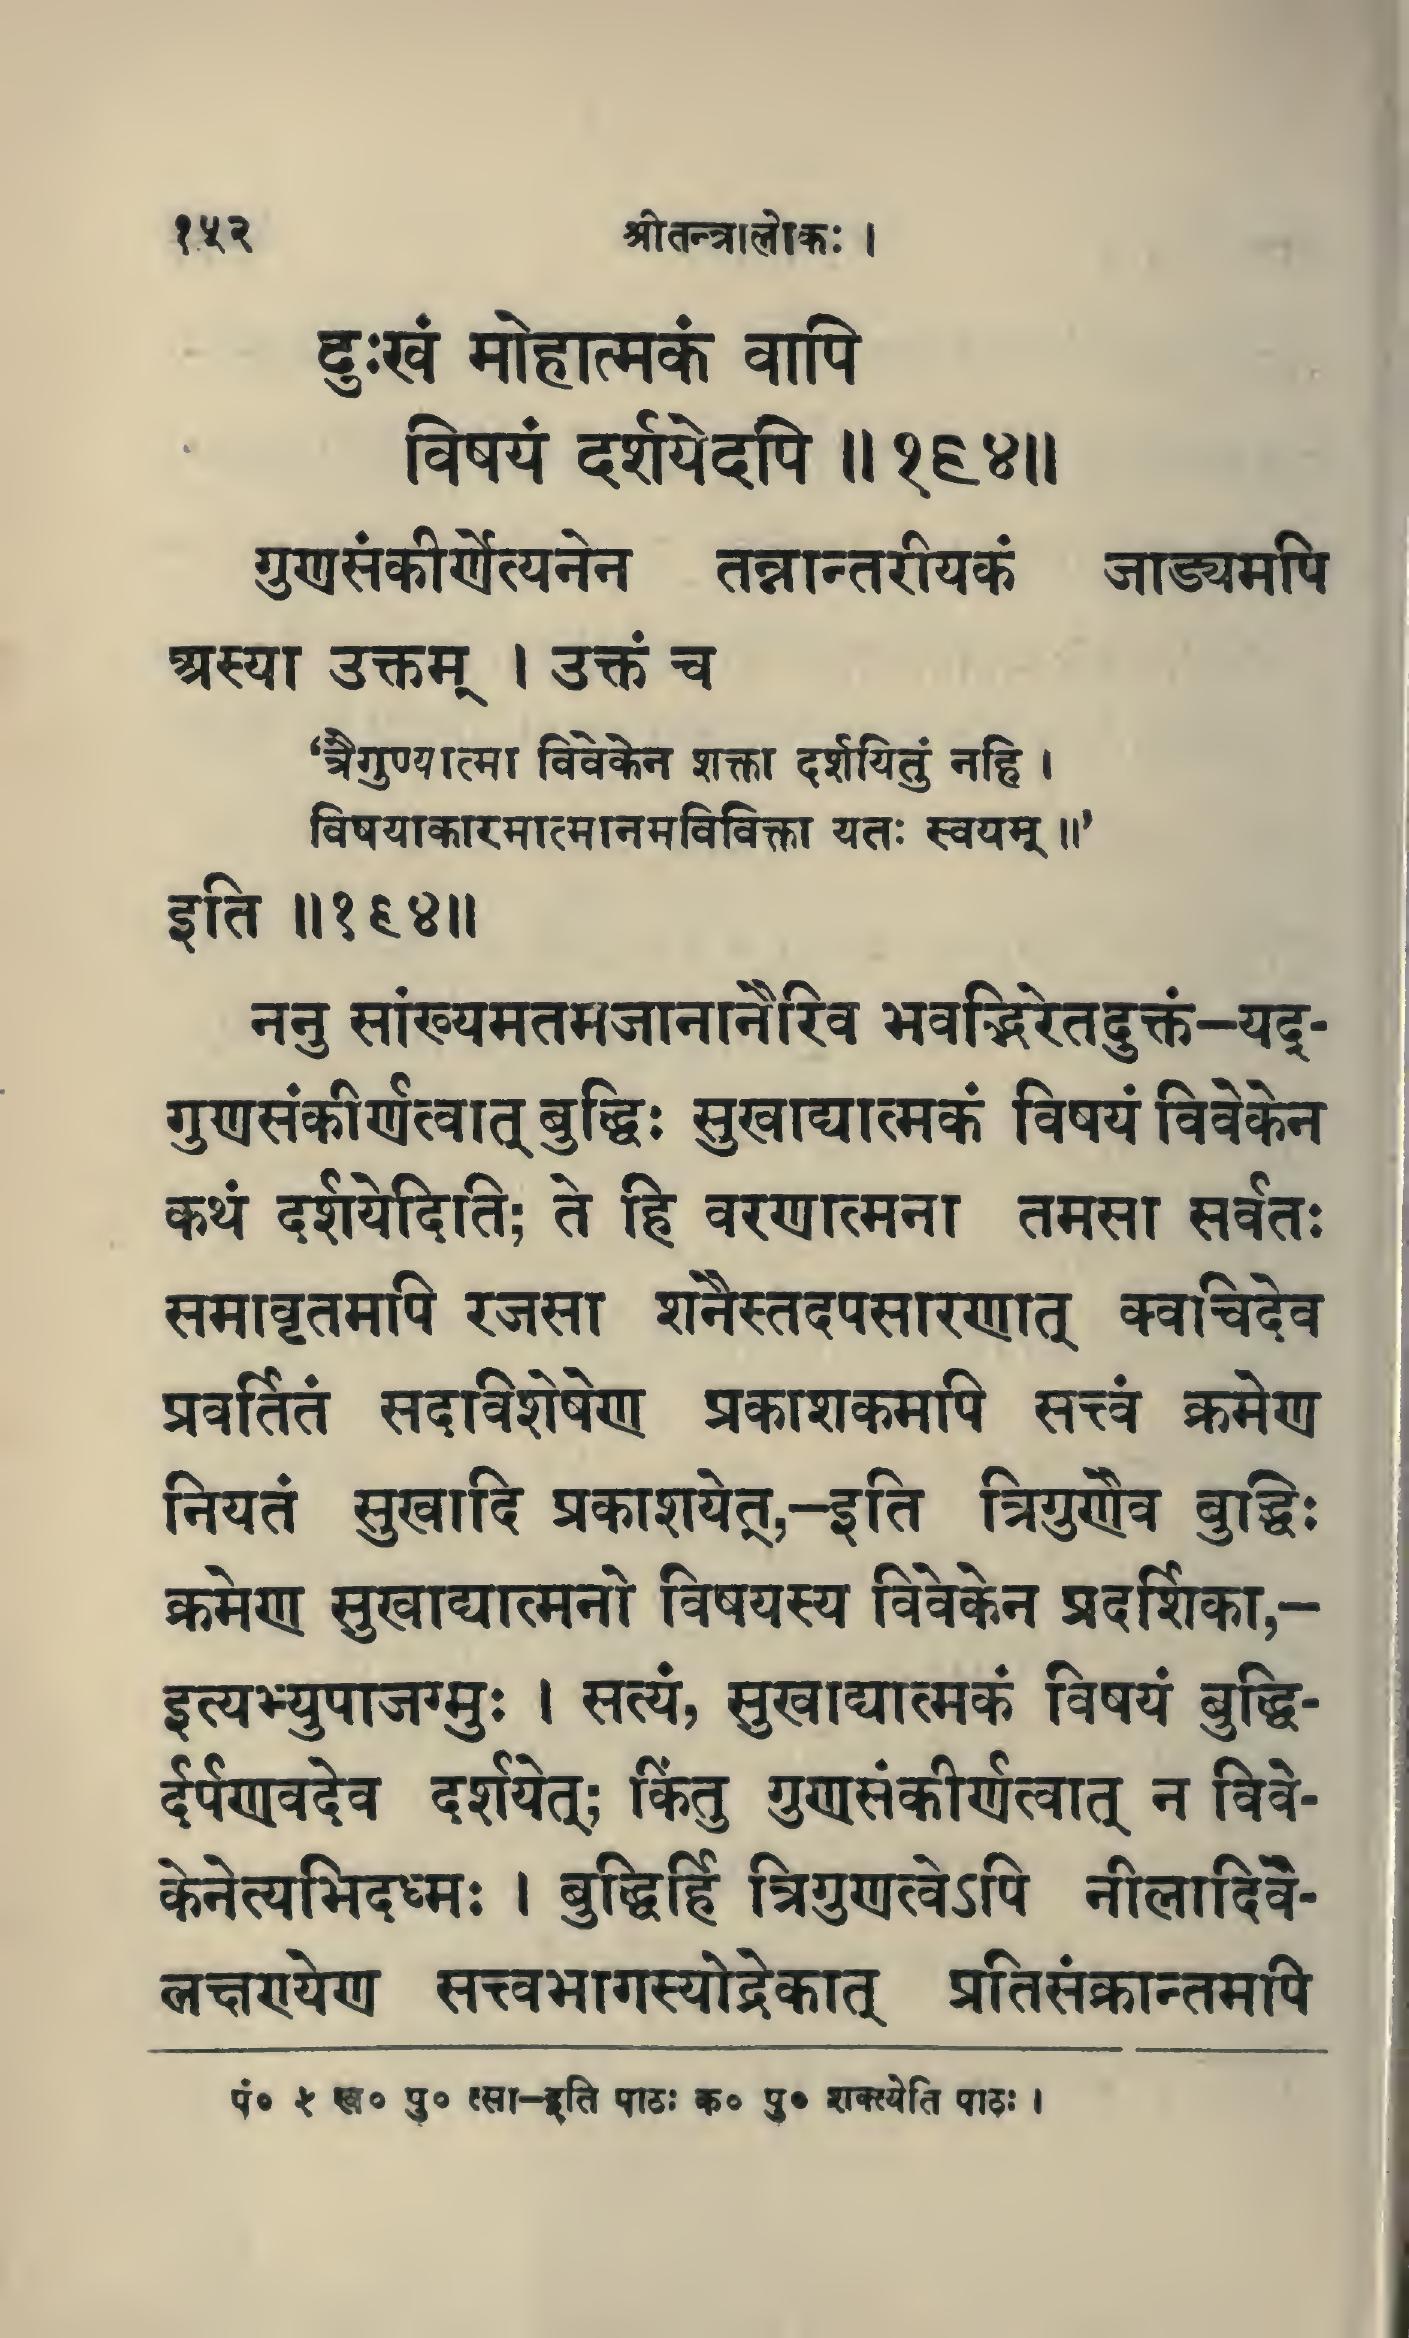 १५२ श्रीतन्त्रालोकः ।
दुःखं मोहात्मकं वापि
विषयं दर्शयेदपि ॥१९४॥
गुणसंकीर्णेत्यनेन तन्नान्तरीयकं जाड्यमपि
अस्या उक्तम् । उक्तं च
‘त्रैगुण्यात्मा विवेकेन शक्ता दर्शयितुं नहि ।
विषयाकारमात्मानमविविक्ता यतः स्वयम् ॥’
इति ॥१९४॥
ननु सांख्यमतमजानानैरिव भवद्भिरेतदुक्तं—यद्-
गुणसंकीर्णत्वात् बुद्धिः सुखाद्यात्मकं विषयं विवेकेन
कथं दर्शयेदिति; ते हि वरणात्मना तमसा सर्वतः
समावृतमपि रजसा शनैस्तदपसारणात् क्वचिदेव
प्रवर्तितं सदाविशेषेण प्रकाशकमपि सत्त्वं क्रमेण
नियतं सुखादि प्रकाशयेत्,—इति त्रिगुणैव बुद्धिः
क्रमेण सुखाद्यात्मनो विषयस्य विवेकेन प्रदर्शिका,—
इत्यभ्युपाजग्मुः । सत्यं, सुखाद्यात्मकं विषयं बुद्धि-
र्दर्पणवदेव दर्शयेत्; किंतु गुणसंकीर्णत्वात् न विवे-
केनेत्यभिदध्मः । बुद्धिर्हि त्रिगुणत्वेऽपि नीलादिवै-
लक्षण्येण सत्त्वभागस्योद्रेकात् प्रतिसंक्रान्तमपि
पं० ५ ख० पु० त्सा—इति पाठः क० पु० शक्त्येति पाठः ।